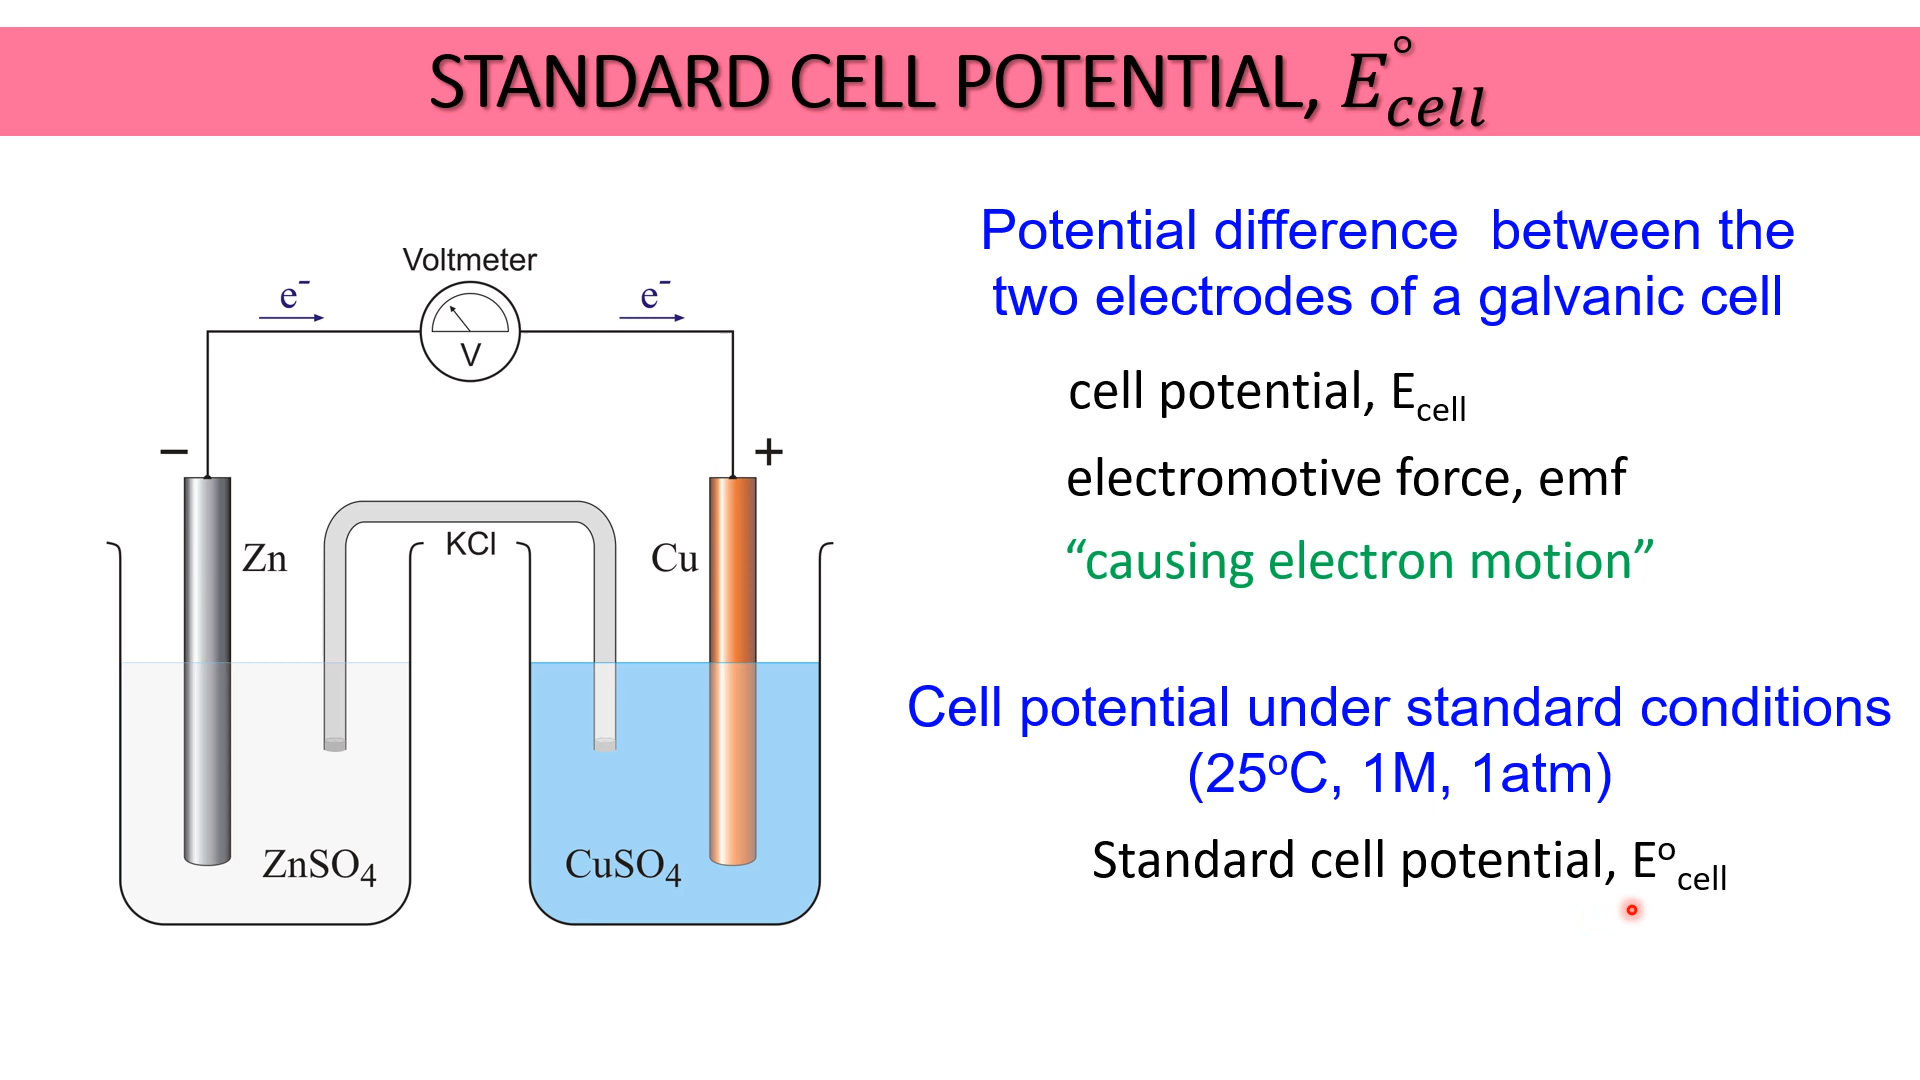 STANDARD CELL POTENTIAL, E°cell
Potential difference between the
two electrodes of a galvanic cell
cell potential, Ecell
electromotive force, emf
“causing electron motion”
Cell potential under standard conditions
(25ºC, 1M, 1atm)
Standard cell potential, Eºcell
Voltmeter
e⁻ e⁻
V
− +
Zn KCl Cu
ZnSO₄ CuSO₄